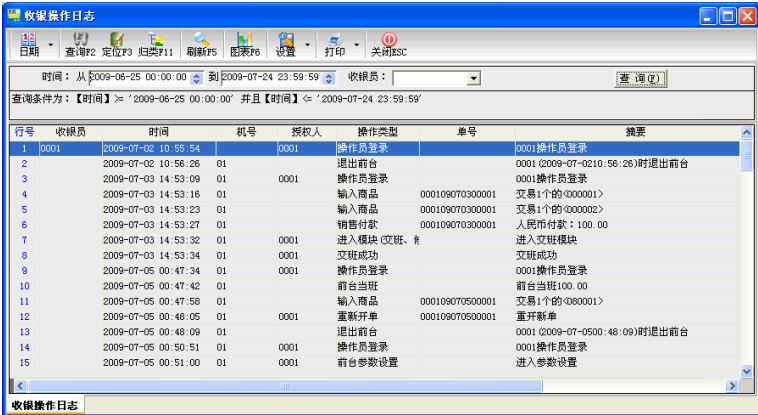 收银操作日志
日期 查询F2 定位F3 归类F11 刷新F5 图表F6 设置 打印 关闭ESC
时间： 从 2009-06-25 00:00:00 到 2009-07-24 23:59:59 收银员： 查 询(F)
查询条件为：【时间】>= '2009-06-25 00:00:00' 并且【时间】<= '2009-07-24 23:59:59'
行号 收银员 时间 机号 授权人 操作类型 单号 摘要
1 0001 2009-07-02 10:55:54 0001 操作员登录 0001操作员登录
2 2009-07-02 10:56:26 01 退出前台 0001(2009-07-0210:56:26)时退出前台
3 2009-07-03 14:53:09 01 0001 操作员登录 0001操作员登录
4 2009-07-03 14:53:16 01 输入商品 000109070300001 交易1个的<000001>
5 2009-07-03 14:53:23 01 输入商品 000109070300001 交易1个的<000002>
6 2009-07-03 14:53:27 01 销售付款 000109070300001 人民币付款：100.00
7 2009-07-03 14:53:32 01 0001 进入模块(交班、 进入交班模块
8 2009-07-03 14:53:34 01 0001 交班成功 交班成功
9 2009-07-05 00:47:34 01 0001 操作员登录 0001操作员登录
10 2009-07-05 00:47:42 01 前台当班 前台当班100.00
11 2009-07-05 00:47:58 01 输入商品 000109070500001 交易1个的<080001>
12 2009-07-05 00:48:05 01 0001 重新开单 000109070500001 重开新单
13 2009-07-05 00:48:09 01 退出前台 0001(2009-07-0500:48:09)时退出前台
14 2009-07-05 00:50:51 01 0001 操作员登录 0001操作员登录
15 2009-07-05 00:51:00 01 0001 前台参数设置 进入参数设置
收银操作日志